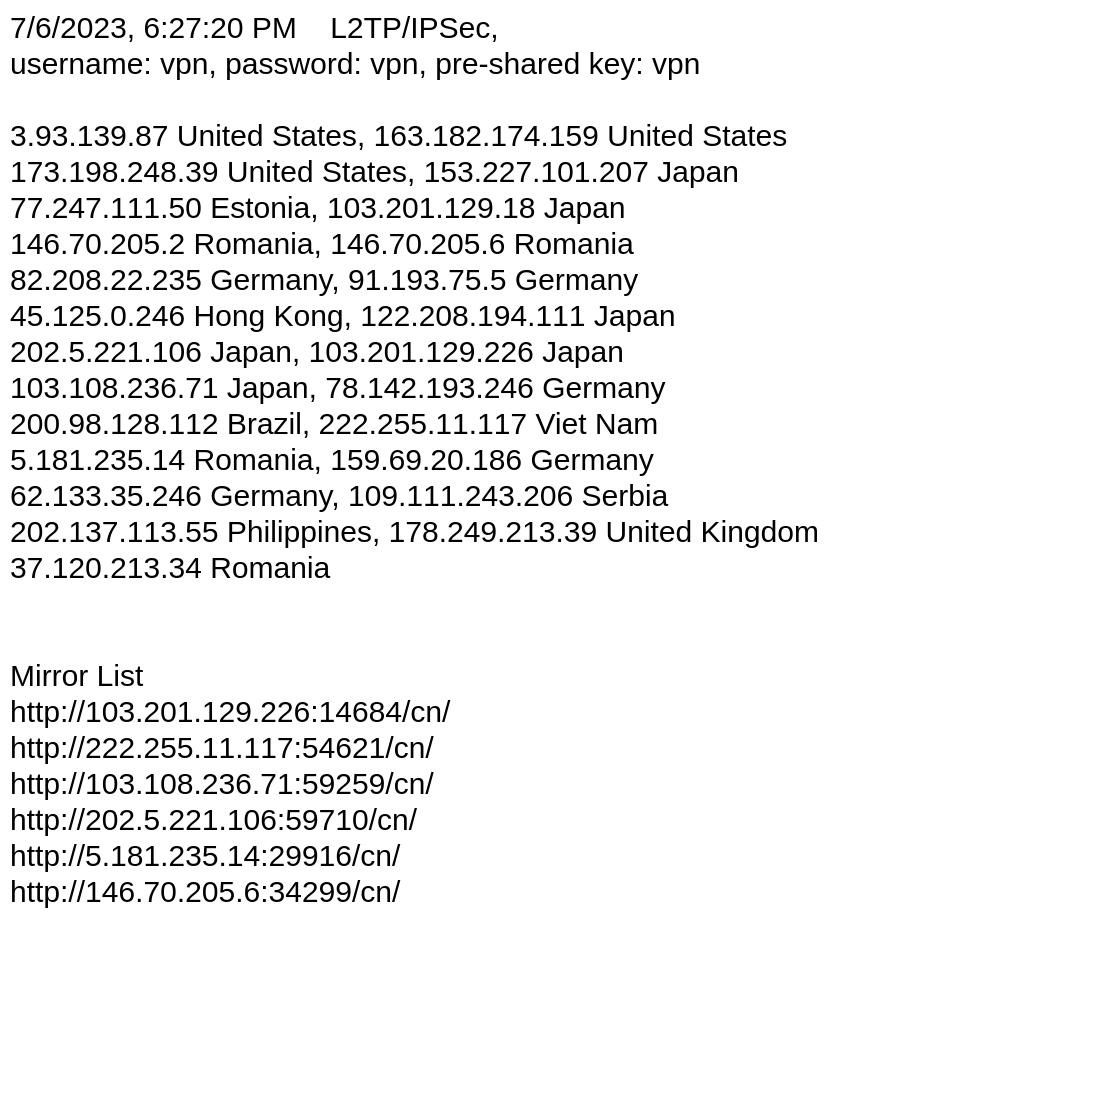 7/6/2023, 6:27:20 PM    L2TP/IPSec,
username: vpn, password: vpn, pre-shared key: vpn
3.93.139.87 United States, 163.182.174.159 United States
173.198.248.39 United States, 153.227.101.207 Japan
77.247.111.50 Estonia, 103.201.129.18 Japan
146.70.205.2 Romania, 146.70.205.6 Romania
82.208.22.235 Germany, 91.193.75.5 Germany
45.125.0.246 Hong Kong, 122.208.194.111 Japan
202.5.221.106 Japan, 103.201.129.226 Japan
103.108.236.71 Japan, 78.142.193.246 Germany
200.98.128.112 Brazil, 222.255.11.117 Viet Nam
5.181.235.14 Romania, 159.69.20.186 Germany
62.133.35.246 Germany, 109.111.243.206 Serbia
202.137.113.55 Philippines, 178.249.213.39 United Kingdom
37.120.213.34 Romania
Mirror List
http://103.201.129.226:14684/cn/
http://222.255.11.117:54621/cn/
http://103.108.236.71:59259/cn/
http://202.5.221.106:59710/cn/
http://5.181.235.14:29916/cn/
http://146.70.205.6:34299/cn/